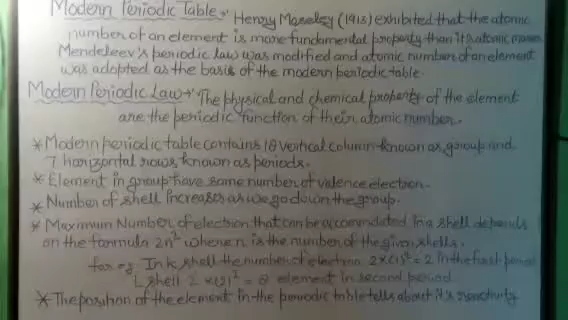 Modern Periodic Table:- Henry Moseley (1913) exhibited that the atomic
number of an element is more fundamental property than its atomic mass.
Mendeleev's periodic law was modified and atomic number of an element
was adopted as the basis of the modern periodic table.
Modern Periodic Law→ The physical and chemical property of the element
are the periodic function of their atomic number.
* Modern periodic table contains 18 vertical column known as group and
7 horizontal rows known as periods.
* Element in group have same number of valence electron.
* Number of shell increases as we go down the group.
* Maximum Number of electron that can be accommodated in a shell depends
on the formula 2n² where n is the number of the given shells.
for eg. In K shell the number of electron 2×(1)² = 2 in the first period
L shell 2×(2)² = 8 element in second period
* The position of the element in the periodic table tells about it's reactivity